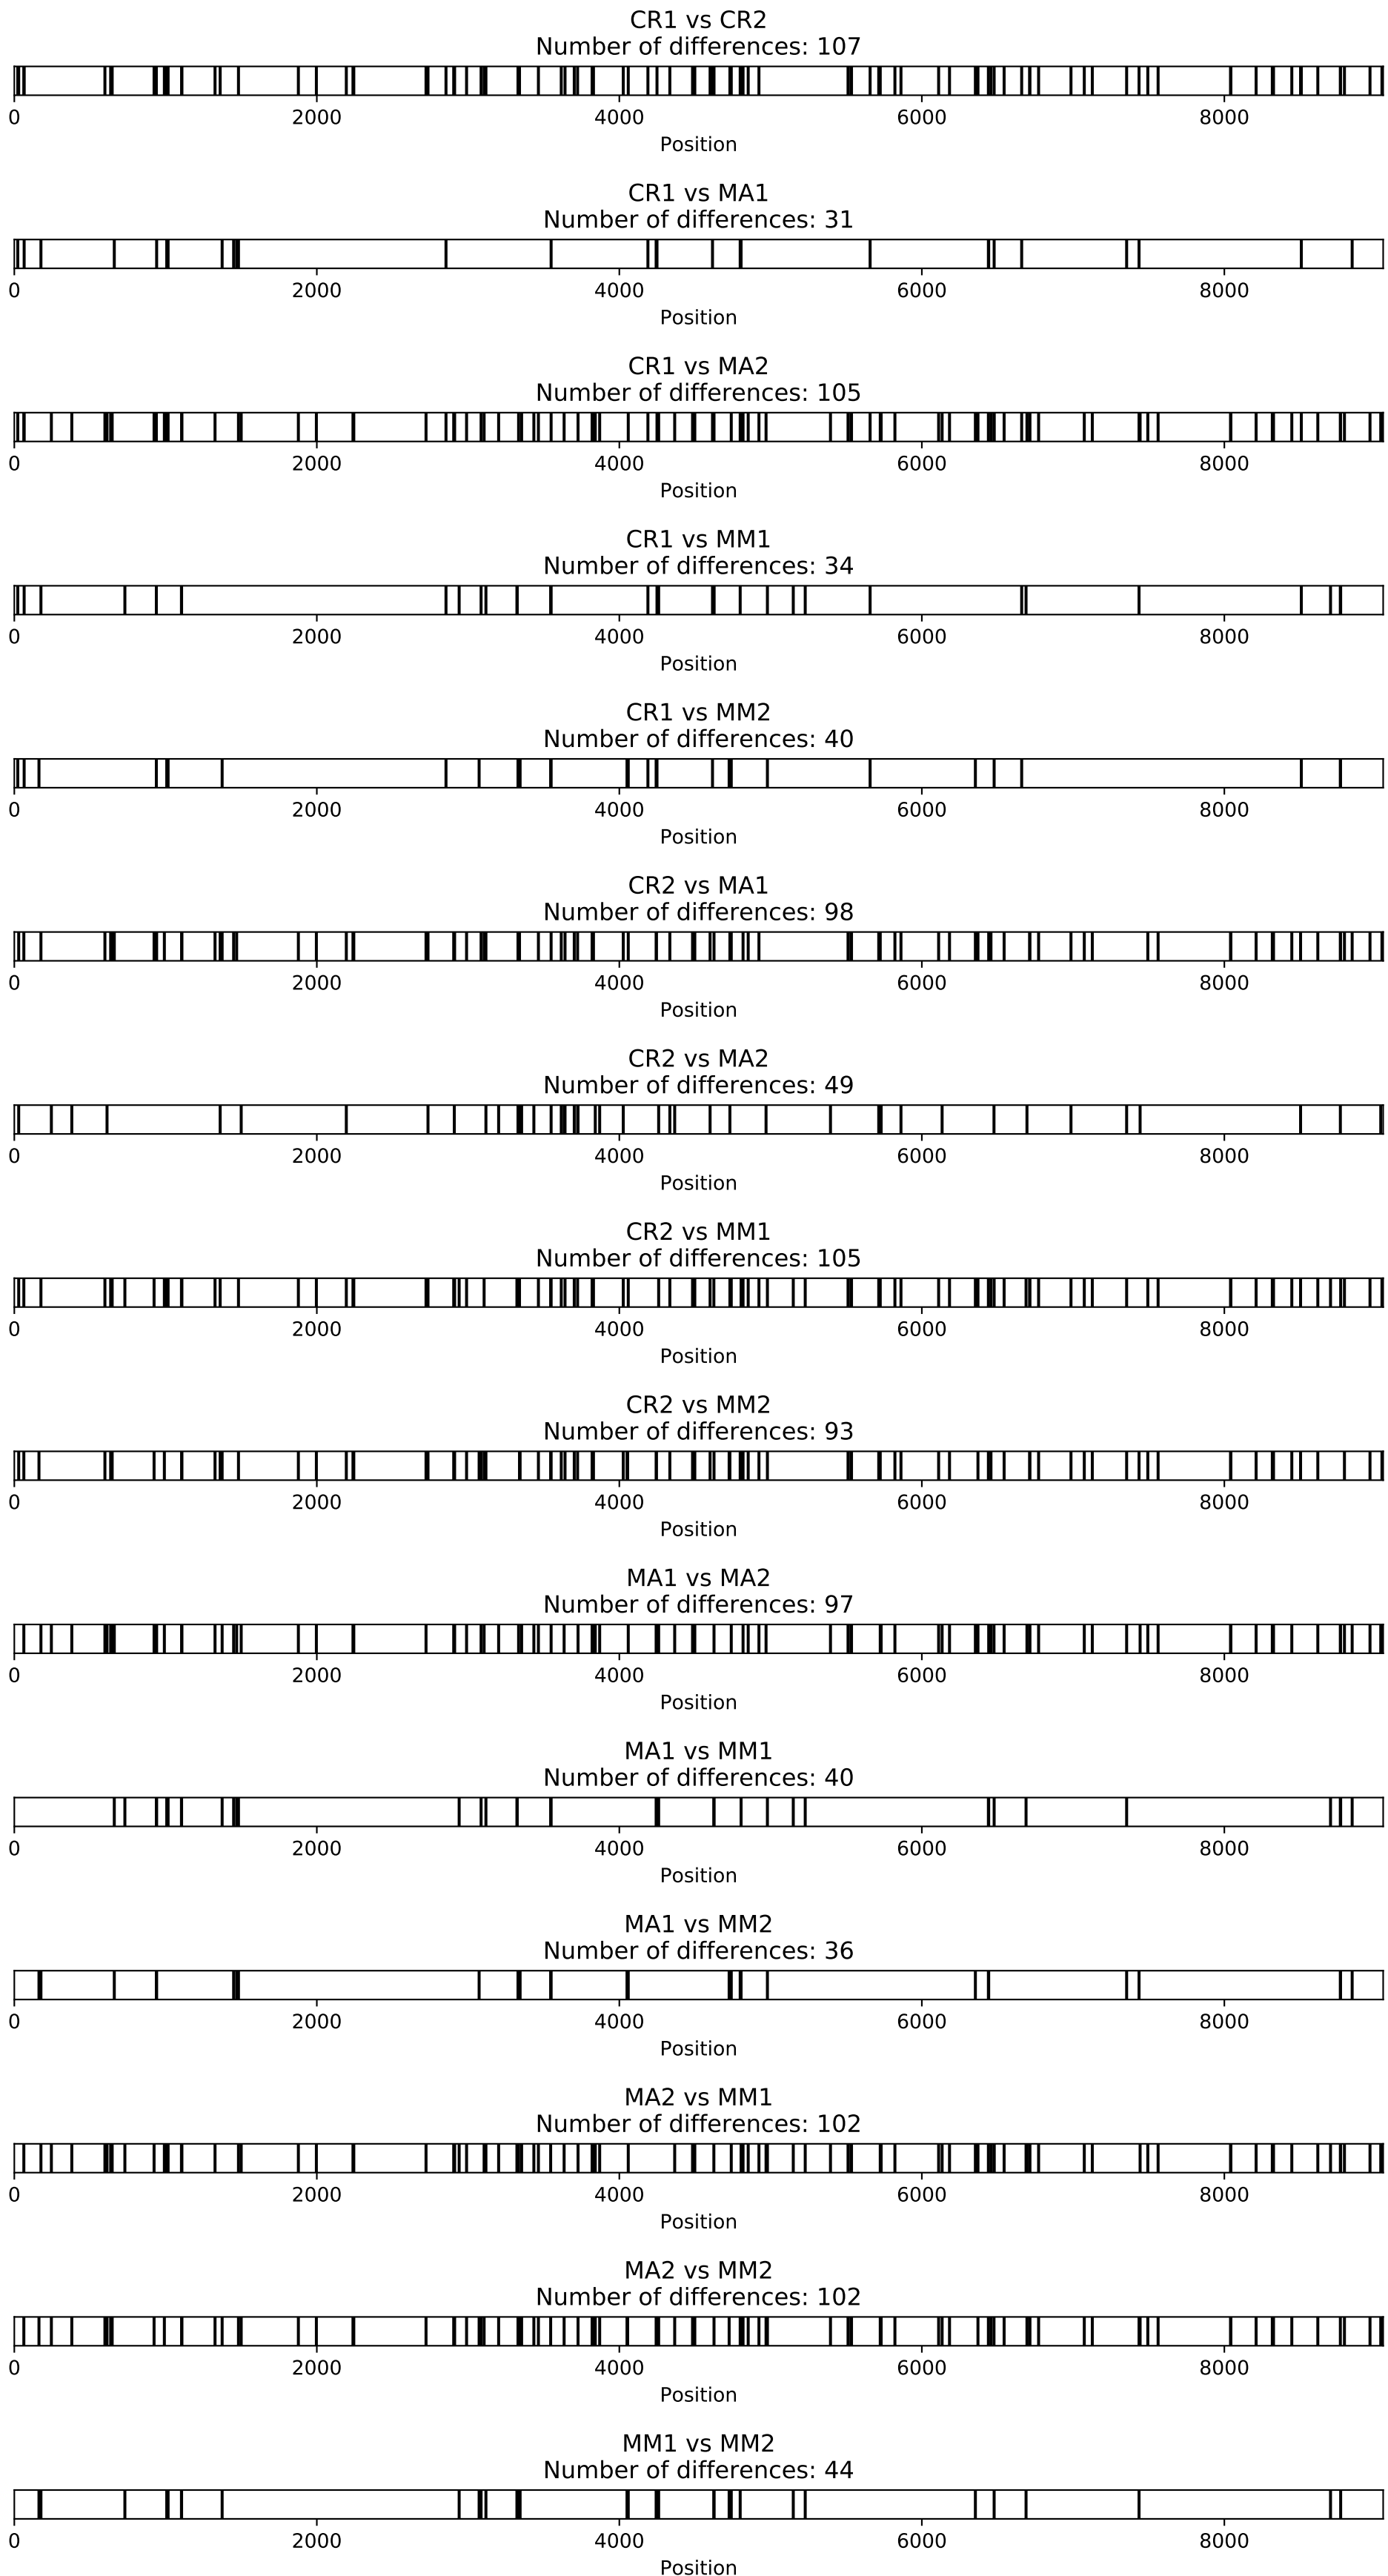 CR1 vs CR2
Number of differences: 107
0 2000 4000 6000 8000
Position
CR1 vs MA1
Number of differences: 31
0 2000 4000 6000 8000
Position
CR1 vs MA2
Number of differences: 105
0 2000 4000 6000 8000
Position
CR1 vs MM1
Number of differences: 34
0 2000 4000 6000 8000
Position
CR1 vs MM2
Number of differences: 40
0 2000 4000 6000 8000
Position
CR2 vs MA1
Number of differences: 98
0 2000 4000 6000 8000
Position
CR2 vs MA2
Number of differences: 49
0 2000 4000 6000 8000
Position
CR2 vs MM1
Number of differences: 105
0 2000 4000 6000 8000
Position
CR2 vs MM2
Number of differences: 93
0 2000 4000 6000 8000
Position
MA1 vs MA2
Number of differences: 97
0 2000 4000 6000 8000
Position
MA1 vs MM1
Number of differences: 40
0 2000 4000 6000 8000
Position
MA1 vs MM2
Number of differences: 36
0 2000 4000 6000 8000
Position
MA2 vs MM1
Number of differences: 102
0 2000 4000 6000 8000
Position
MA2 vs MM2
Number of differences: 102
0 2000 4000 6000 8000
Position
MM1 vs MM2
Number of differences: 44
0 2000 4000 6000 8000
Position